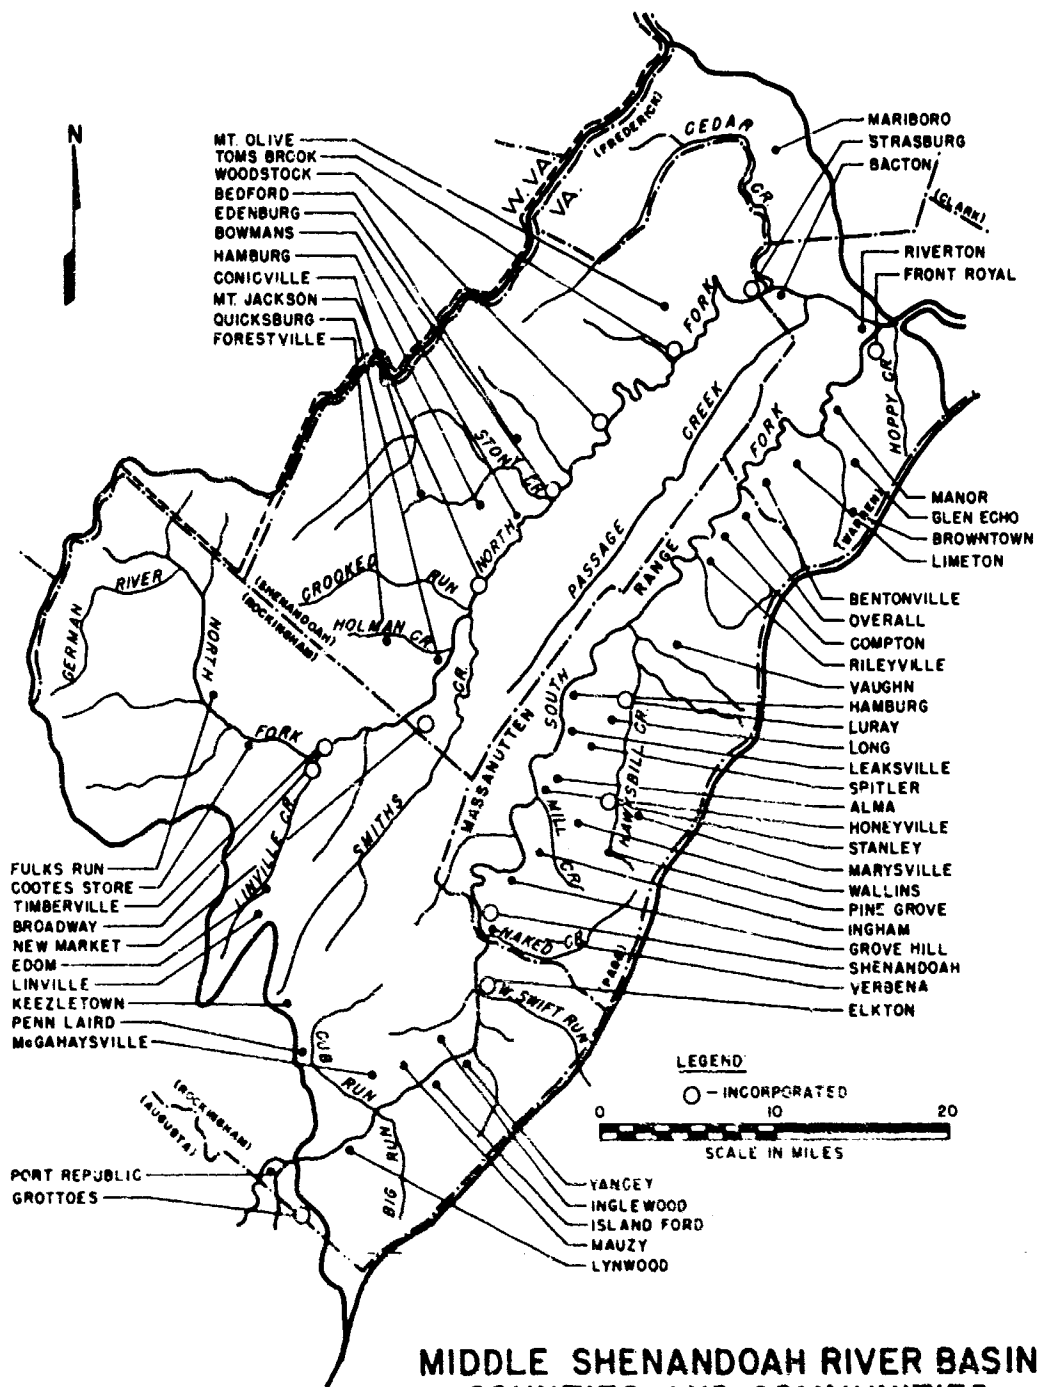 N
MT. OLIVE
TOMS BROOK
WOODSTOCK
BEDFORD
EDENBURG
BOWMANS
HAMBURG
CONICVILLE
MT. JACKSON
QUICKSBURG
FORESTVILLE
W. VA.
VA.
(FREDERICK)
CEDAR
CR.
MARIBORO
STRASBURG
BACTON
(CLARK)
RIVERTON
FRONT ROYAL
FORK
HOPPY CR.
PASSAGE CREEK
FORK
STONY CR.
NORTH
MANOR
GLEN ECHO
BROWNTOWN
LIMETON
(WARREN)
CROOKED RUN
HOLMAN CR.
(SHENANDOAH)
(ROCKINGHAM)
GERMAN RIVER
NORTH
FORK
BENTONVILLE
OVERALL
COMPTON
RILEYVILLE
VAUGHN
HAMBURG
LURAY
LONG
LEAKSVILLE
SPITLER
ALMA
HONEYVILLE
STANLEY
MARYSVILLE
WALLINS
PINE GROVE
INGHAM
GROVE HILL
SHENANDOAH
VERBENA
ELKTON
MASSANUTTEN RANGE
SOUTH
HAWKSBILL CR.
MILL CR.
SMITHS CR.
LINVILLE CR.
NAKED CR.
(PAGE)
W. SWIFT RUN
FULKS RUN
COOTES STORE
TIMBERVILLE
BROADWAY
NEW MARKET
EDOM
LINVILLE
KEEZLETOWN
PENN LAIRD
McGAHAYSVILLE
CUB RUN
BIG RUN
(ROCKINGHAM)
(AUGUSTA)
PORT REPUBLIC
GROTTOES
LEGEND
— INCORPORATED
0 10 20
SCALE IN MILES
YANCEY
INGLEWOOD
ISLAND FORD
MAUZY
LYNWOOD
MIDDLE SHENANDOAH RIVER BASIN